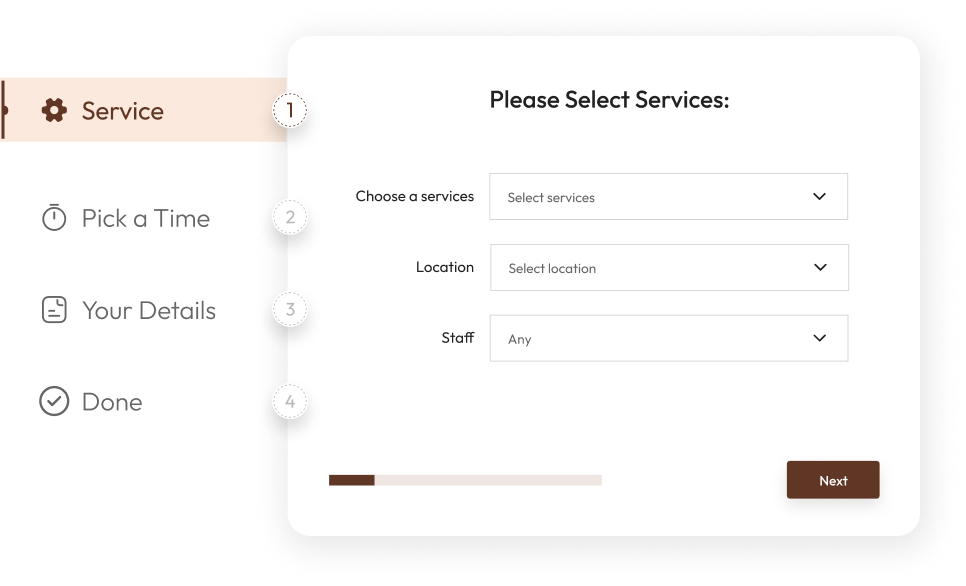 Please Select Services:
Service
1
Choose a services
Select services
Pick a Time
2
Location
Select location
Your Details
3
Staff
Any
Done
4
Next